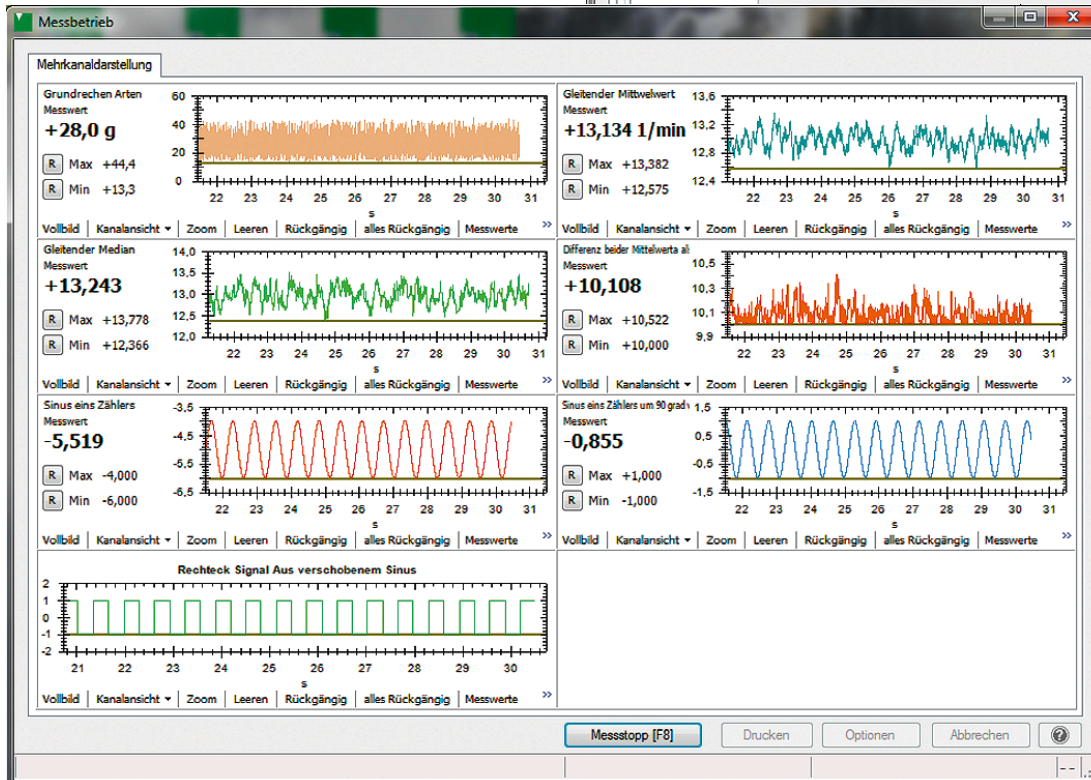 Messbetrieb
Mehrkanaldarstellung
Grundrechen Arten
Messwert
+28,0 g
R Max +44,4
R Min +13,3
60
40
20
0
22 23 24 25 26 27 28 29 30 31
s
Vollbild Kanalansicht Zoom Leeren Rückgängig alles Rückgängig Messwerte »
Gleitender Mittwelwert
Messwert
+13,134 1/min
R Max +13,382
R Min +12,575
13,6
13,2
12,8
12,4
22 23 24 25 26 27 28 29 30 31
s
Vollbild Kanalansicht Zoom Leeren Rückgängig alles Rückgängig Messwerte »
Gleitender Median
Messwert
+13,243
R Max +13,778
R Min +12,366
14,0
13,5
13,0
12,5
12,0
22 23 24 25 26 27 28 29 30 31
s
Vollbild Kanalansicht Zoom Leeren Rückgängig alles Rückgängig Messwerte »
Differenz beider Mittelwerta al
Messwert
+10,108
R Max +10,522
R Min +10,000
10,5
10,3
10,1
9,9
22 23 24 25 26 27 28 29 30 31
s
Vollbild Kanalansicht Zoom Leeren Rückgängig alles Rückgängig Messwerte »
Sinus eins Zählers
Messwert
-5,519
R Max -4,000
R Min -6,000
-3,5
-4,5
-5,5
-6,5
22 23 24 25 26 27 28 29 30 31
s
Vollbild Kanalansicht Zoom Leeren Rückgängig alles Rückgängig Messwerte »
Sinus eins Zählers um 90 grad
Messwert
-0,855
R Max +1,000
R Min -1,000
1,5
0,5
-0,5
-1,5
22 23 24 25 26 27 28 29 30 31
s
Vollbild Kanalansicht Zoom Leeren Rückgängig alles Rückgängig Messwerte »
Rechteck Signal Aus verschobenem Sinus
2
1
0
-1
-2
21 22 23 24 25 26 27 28 29 30
s
Vollbild Kanalansicht Zoom Leeren Rückgängig alles Rückgängig Messwerte »
Messstopp [F8] Drucken Optionen Abbrechen ?
--